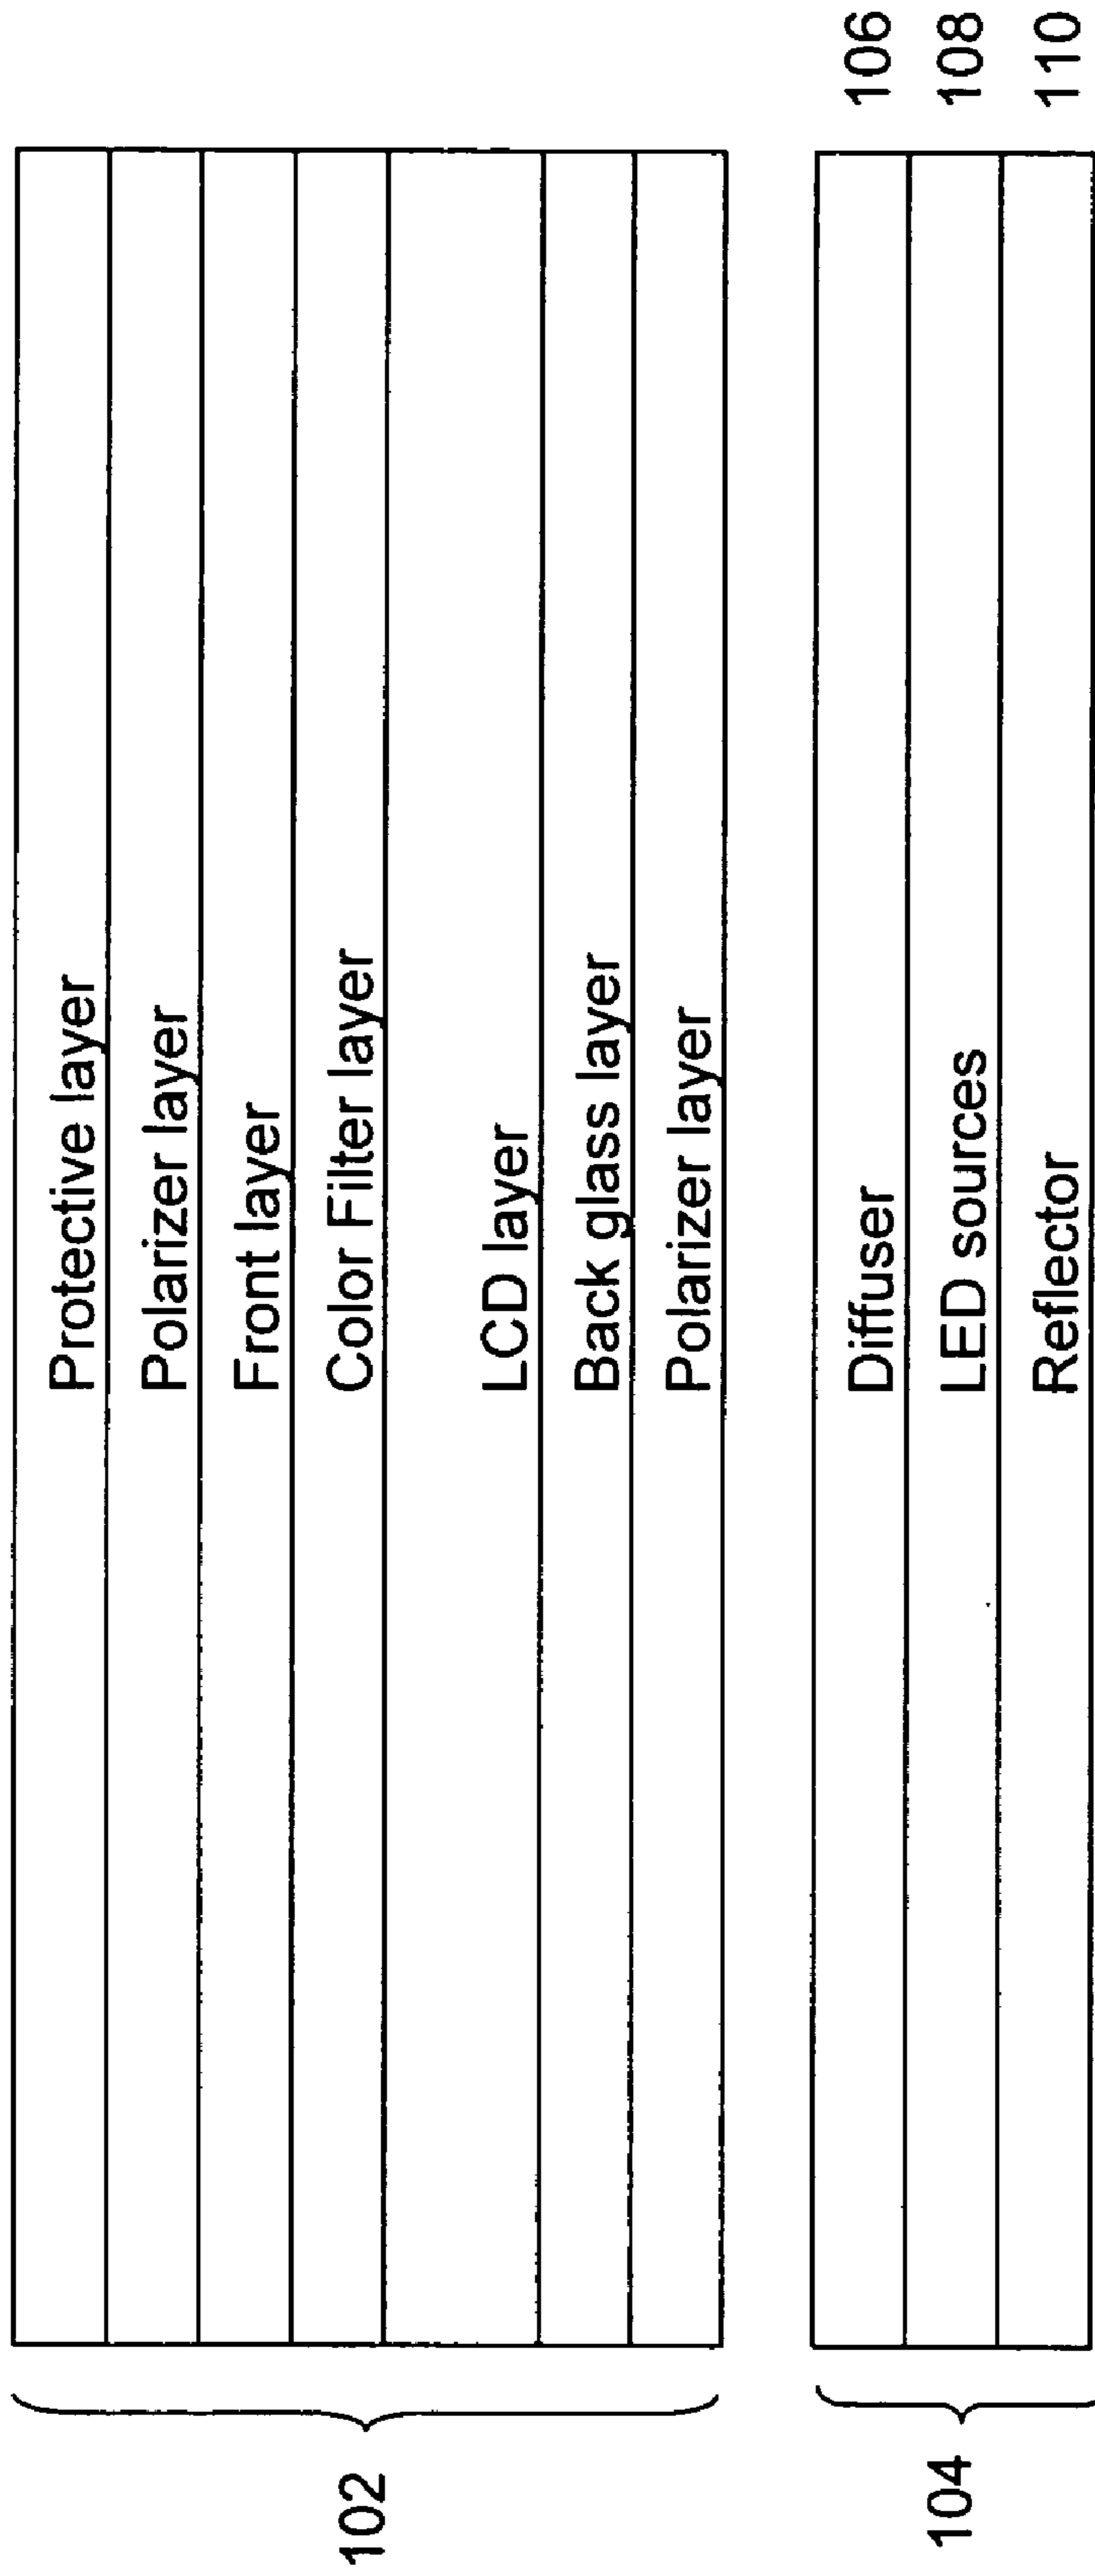 Protective layer
Polarizer layer
Front layer
Color Filter layer
LCD layer
Back glass layer
Polarizer layer
102
Diffuser 106
LED sources 108
Reflector 110
104